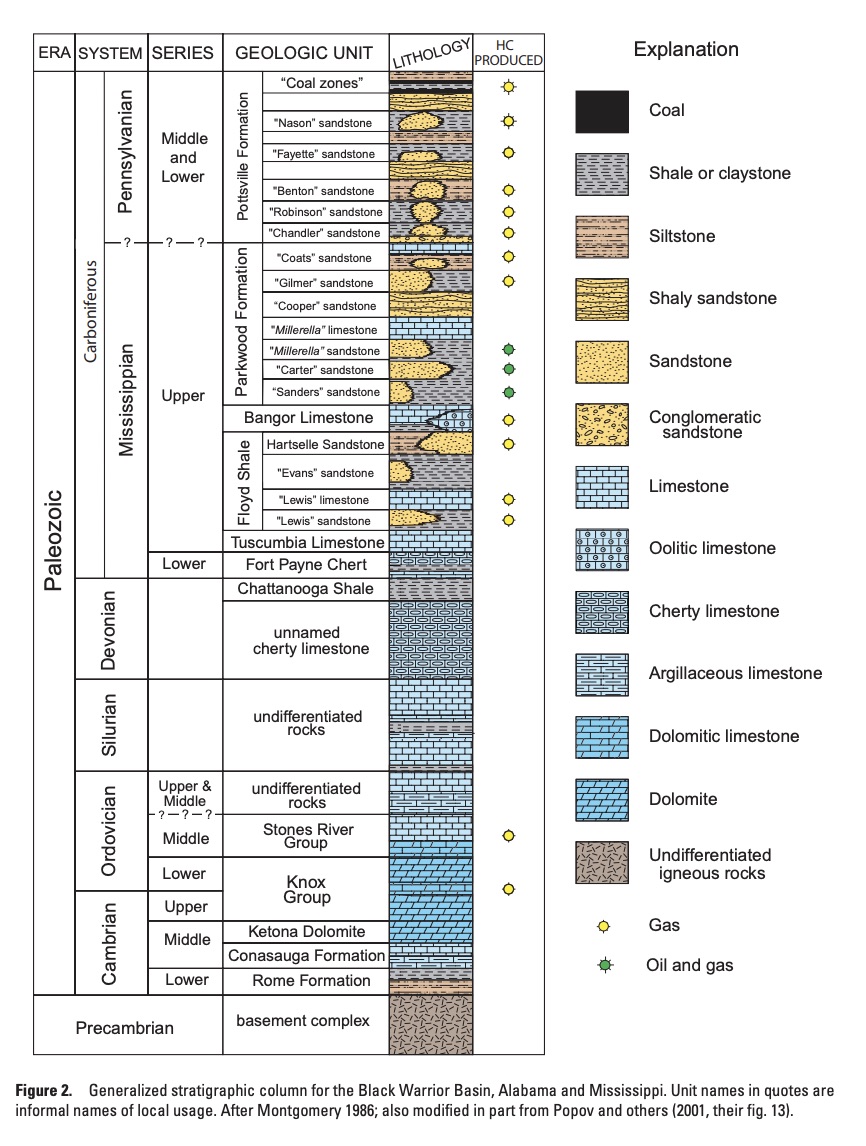 ERA SYSTEM SERIES GEOLOGIC UNIT LITHOLOGY HC
PRODUCED
Paleozoic
Carboniferous
Pennsylvanian
Middle
and
Lower
Pottsville Formation
“Coal zones”
"Nason" sandstone
"Fayette" sandstone
"Benton" sandstone
"Robinson" sandstone
"Chandler" sandstone
? ? ?
Mississippian
Upper
Parkwood Formation
"Coats" sandstone
"Gilmer" sandstone
"Cooper" sandstone
"Millerella" limestone
"Millerella" sandstone
"Carter" sandstone
"Sanders" sandstone
Bangor Limestone
Floyd Shale
Hartselle Sandstone
"Evans" sandstone
"Lewis" limestone
"Lewis" sandstone
Tuscumbia Limestone
Lower
Fort Payne Chert
Devonian
Chattanooga Shale
unnamed
cherty limestone
Silurian
undifferentiated
rocks
Ordovician
Upper &
Middle
undifferentiated
rocks
? ? ?
Middle
Stones River
Group
Lower
Knox
Group
Cambrian
Upper
Middle
Ketona Dolomite
Conasauga Formation
Lower
Rome Formation
Precambrian
basement complex
Explanation
Coal
Shale or claystone
Siltstone
Shaly sandstone
Sandstone
Conglomeratic
sandstone
Limestone
Oolitic limestone
Cherty limestone
Argillaceous limestone
Dolomitic limestone
Dolomite
Undifferentiated
igneous rocks
Gas
Oil and gas
Figure 2. Generalized stratigraphic column for the Black Warrior Basin, Alabama and Mississippi. Unit names in quotes are
informal names of local usage. After Montgomery 1986; also modified in part from Popov and others (2001, their fig. 13).